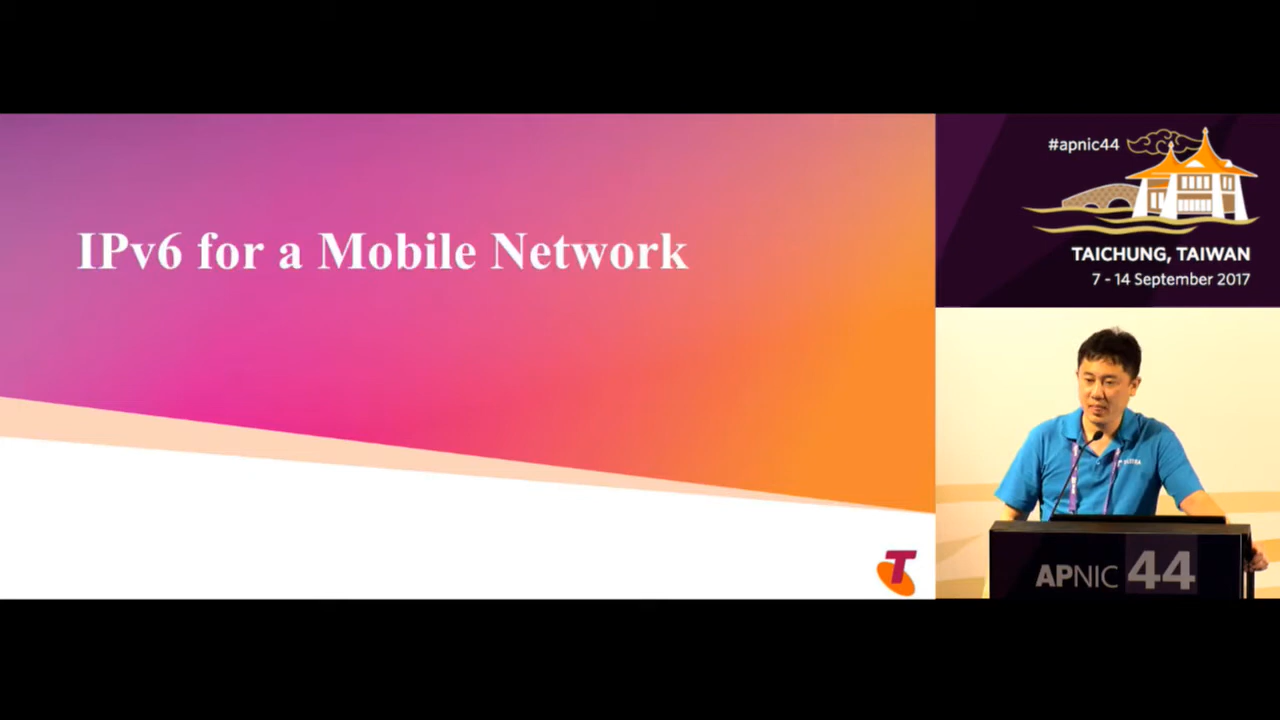 IPv6 for a Mobile Network
#apnic44
TAICHUNG, TAIWAN
7 - 14 September 2017
APNIC 44